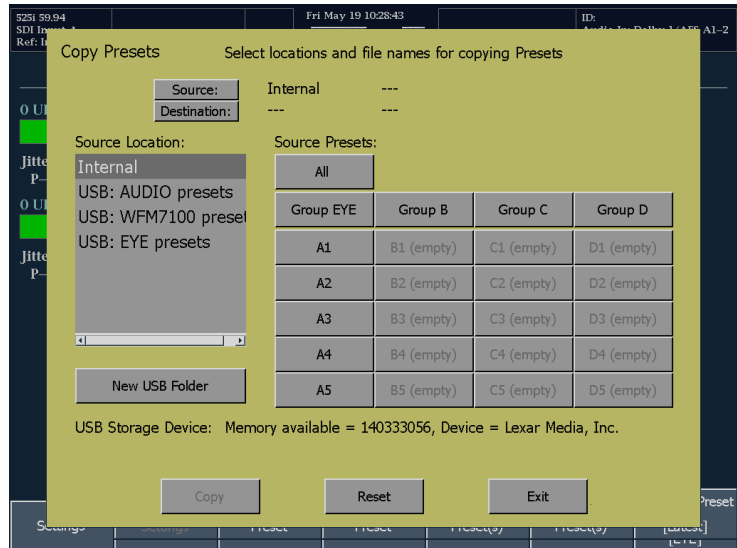 525i 59.94
Fri May 19 10:28:43
ID:
SDI
Ref:
Copy Presets
Select locations and file names for copying Presets
Source:
Internal
---
Destination:
---
---
0
Source Location:
Internal
USB: AUDIO presets
USB: WFM7100 preset
USB: EYE presets
Source Presets:
All
Group EYE
Group B
Group C
Group D
A1
B1 (empty)
C1 (empty)
D1 (empty)
A2
B2 (empty)
C2 (empty)
D2 (empty)
A3
B3 (empty)
C3 (empty)
D3 (empty)
A4
B4 (empty)
C4 (empty)
D4 (empty)
A5
B5 (empty)
C5 (empty)
D5 (empty)
Jitte
P-
0
Jitte
P-
New USB Folder
USB Storage Device: Memory available = 140333056, Device = Lexar Media, Inc.
Copy
Reset
Exit
Preset
Settings
Settings
Preset
Preset
Preset(s)
Preset(s)
[Latest]